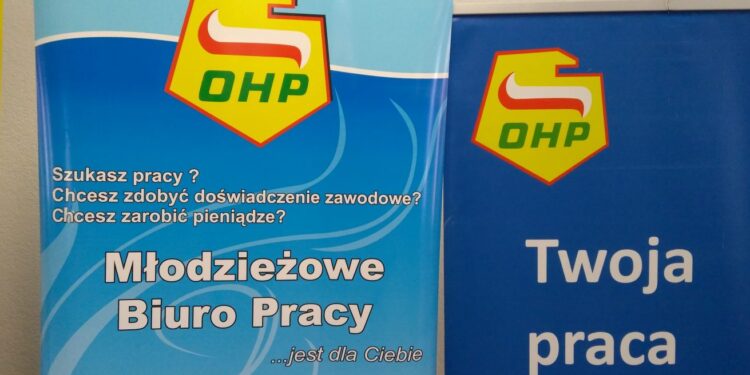 OHP
Szukasz pracy ?
Chcesz zdobyć doświadczenie zawodowe?
Chcesz zarobić pieniądze?
Młodzieżowe
Biuro Pracy
...jest dla Ciebie
OHP
Twoja
praca